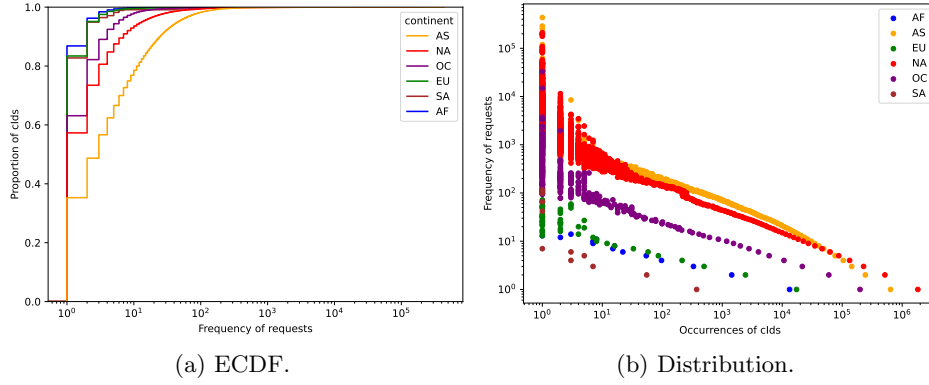 1.0
0.8
0.6
0.4
0.2
0.0
Proportion of cIds
continent
AS
NA
OC
EU
SA
AF
10^0
10^1
10^2
10^3
10^4
10^5
Frequency of requests
(a) ECDF.
10^5
10^4
10^3
10^2
10^1
10^0
Frequency of requests
AF
AS
EU
NA
OC
SA
10^0
10^1
10^2
10^3
10^4
10^5
10^6
Occurrences of cIds
(b) Distribution.